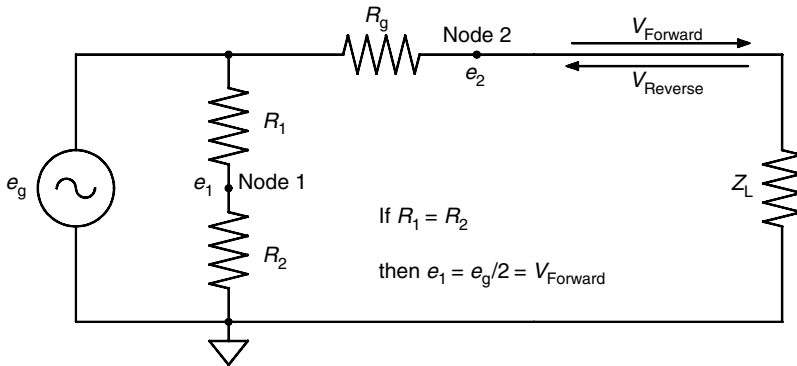 R_g
Node 2
e_2
V_Forward
V_Reverse
R_1
e_g
e_1 Node 1
Z_L
If R_1 = R_2
R_2
then e_1 = e_g/2 = V_Forward